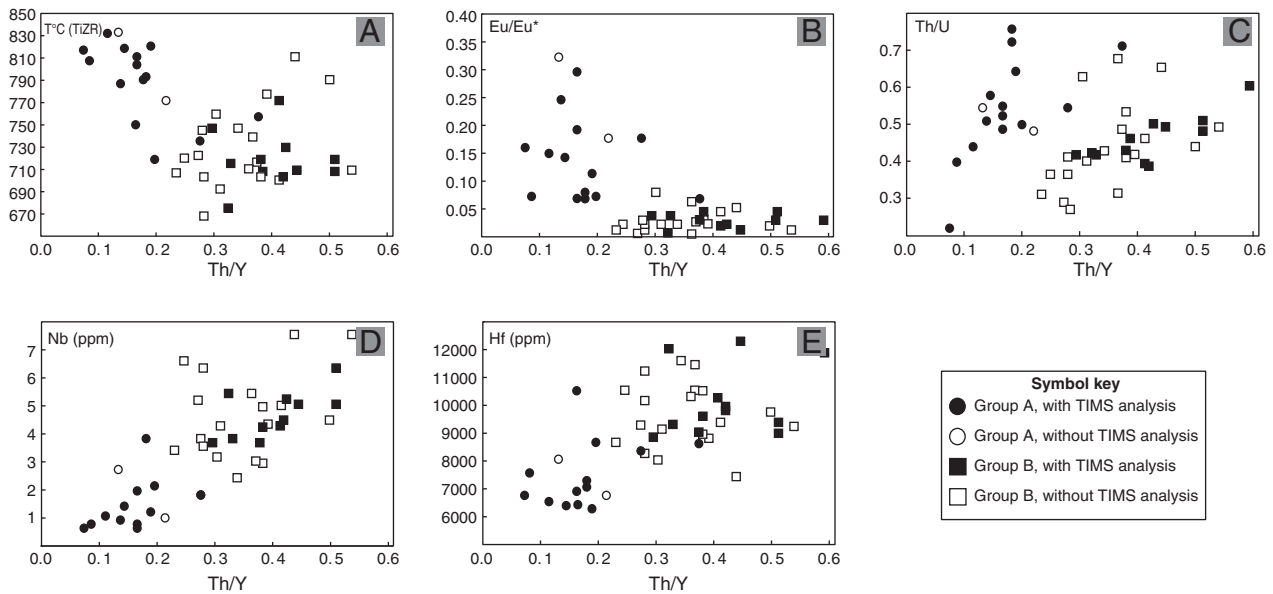 A
T°C (TiZR)
850
830
810
790
770
750
730
710
690
670
0.0 0.1 0.2 0.3 0.4 0.5 0.6
Th/Y
B
Eu/Eu*
0.40
0.35
0.30
0.25
0.20
0.15
0.10
0.05
0.0 0.1 0.2 0.3 0.4 0.5 0.6
Th/Y
C
Th/U
0.7
0.6
0.5
0.4
0.3
0.0 0.1 0.2 0.3 0.4 0.5 0.6
Th/Y
D
Nb (ppm)
7
6
5
4
3
2
1
0.0 0.1 0.2 0.3 0.4 0.5 0.6
Th/Y
E
Hf (ppm)
12000
11000
10000
9000
8000
7000
6000
0.0 0.1 0.2 0.3 0.4 0.5 0.6
Th/Y
Symbol key
Group A, with TIMS analysis
Group A, without TIMS analysis
Group B, with TIMS analysis
Group B, without TIMS analysis